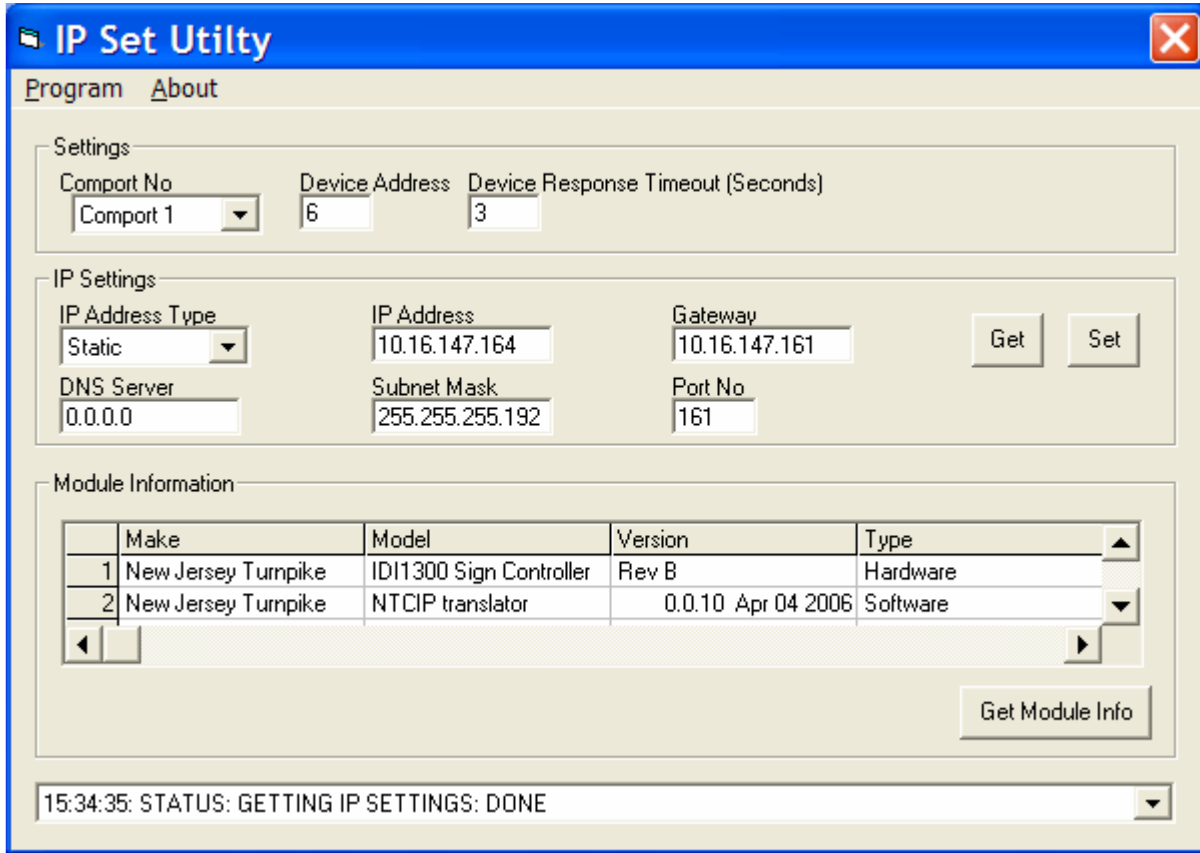 IP Set Utilty
Program About
Settings
Comport No Device Address Device Response Timeout (Seconds)
Comport 1 6 3
IP Settings
IP Address Type IP Address Gateway
Static 10.16.147.164 10.16.147.161 Get Set
DNS Server Subnet Mask Port No
0.0.0.0 255.255.255.192 161
Module Information
Make Model Version Type
1 New Jersey Turnpike IDI1300 Sign Controller Rev B Hardware
2 New Jersey Turnpike NTCIP translator 0.0.10 Apr 04 2006 Software
Get Module Info
15:34:35: STATUS: GETTING IP SETTINGS: DONE